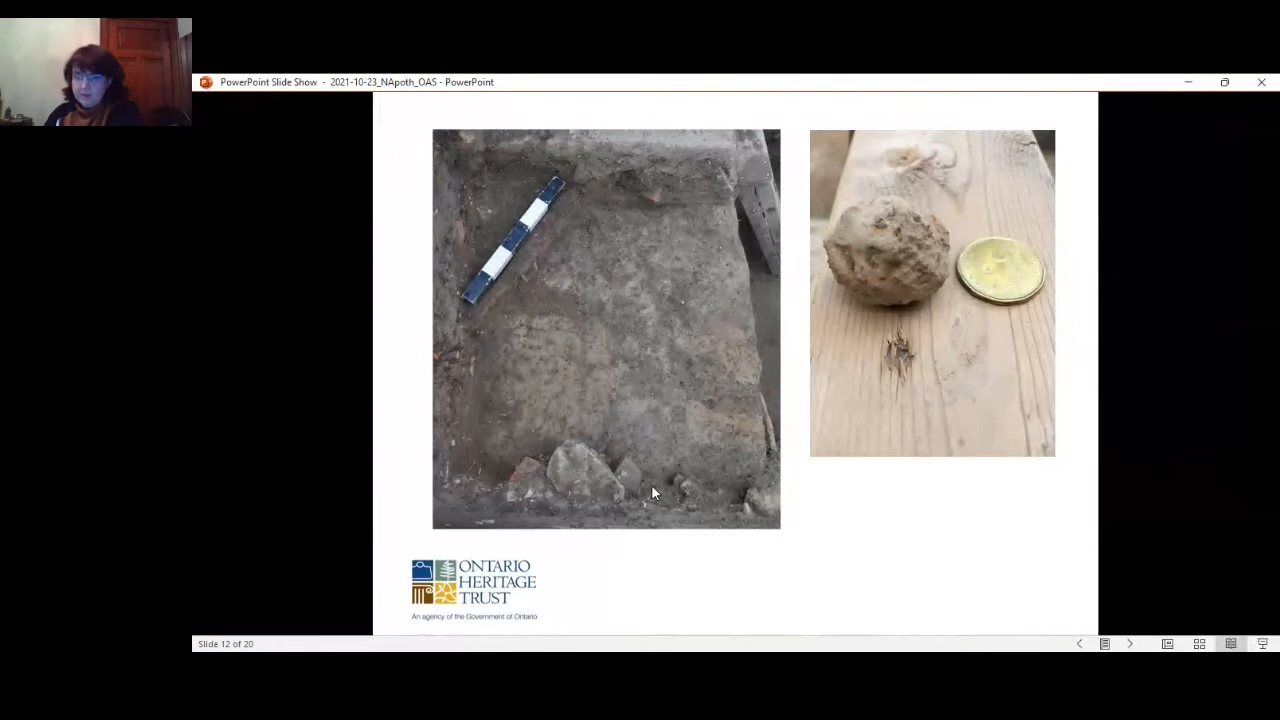 PowerPoint Slide Show - 2021-10-23_NApoth_OAS - PowerPoint
ONTARIO
HERITAGE
TRUST
An agency of the Government of Ontario
Slide 12 of 20